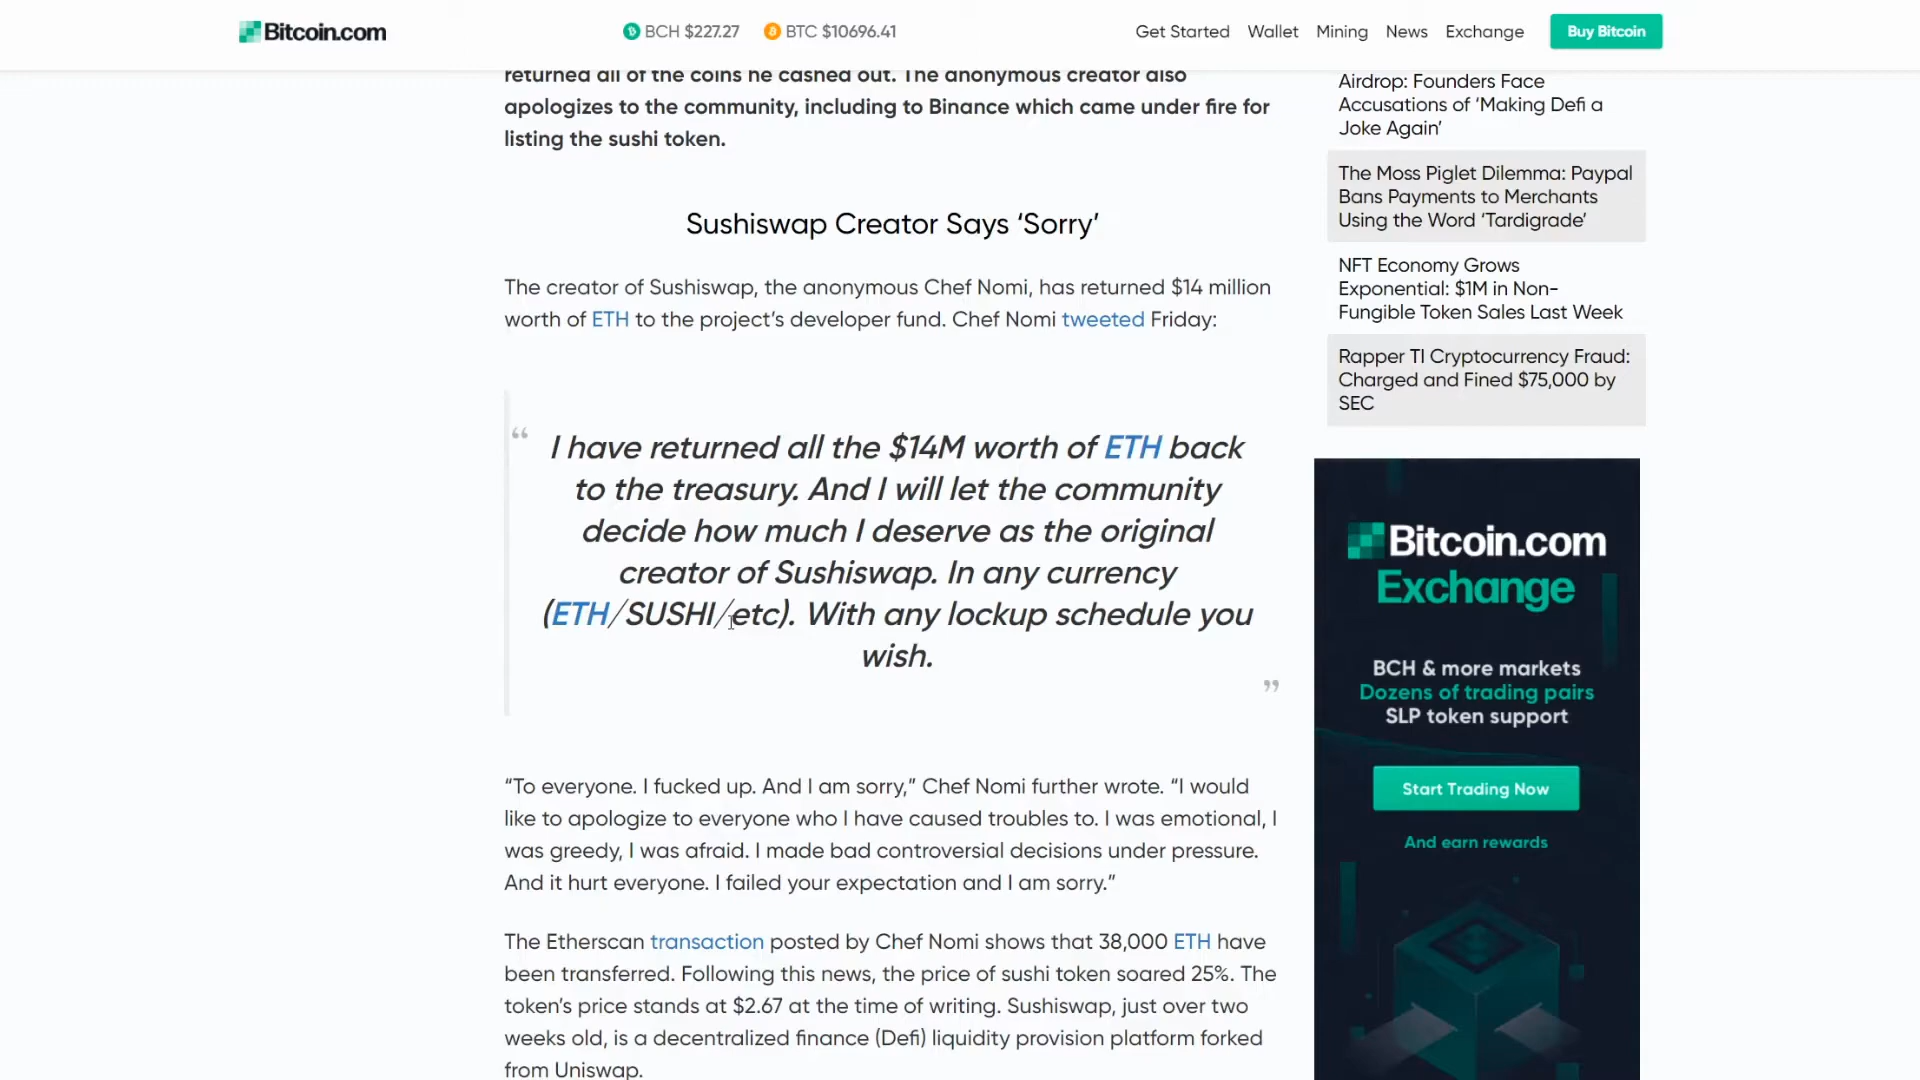 Bitcoin.com
BCH $227.27
BTC $10696.41
Get Started
Wallet
Mining
News
Exchange
Buy Bitcoin
returned all of the coins he cashed out. The anonymous creator also
apologizes to the community, including to Binance which came under fire for
listing the sushi token.
Sushiswap Creator Says ‘Sorry’
The creator of Sushiswap, the anonymous Chef Nomi, has returned $14 million
worth of ETH to the project’s developer fund. Chef Nomi tweeted Friday:
“ I have returned all the $14M worth of ETH back
to the treasury. And I will let the community
decide how much I deserve as the original
creator of Sushiswap. In any currency
(ETH/SUSHI/etc). With any lockup schedule you
wish.
”
“To everyone. I fucked up. And I am sorry,” Chef Nomi further wrote. “I would
like to apologize to everyone who I have caused troubles to. I was emotional, I
was greedy, I was afraid. I made bad controversial decisions under pressure.
And it hurt everyone. I failed your expectation and I am sorry.”
The Etherscan transaction posted by Chef Nomi shows that 38,000 ETH have
been transferred. Following this news, the price of sushi token soared 25%. The
token’s price stands at $2.67 at the time of writing. Sushiswap, just over two
weeks old, is a decentralized finance (Defi) liquidity provision platform forked
from Uniswap.
Airdrop: Founders Face
Accusations of ‘Making Defi a
Joke Again’
The Moss Piglet Dilemma: Paypal
Bans Payments to Merchants
Using the Word ‘Tardigrade’
NFT Economy Grows
Exponential: $1M in Non-
Fungible Token Sales Last Week
Rapper TI Cryptocurrency Fraud:
Charged and Fined $75,000 by
SEC
Bitcoin.com
Exchange
BCH & more markets
Dozens of trading pairs
SLP token support
Start Trading Now
And earn rewards